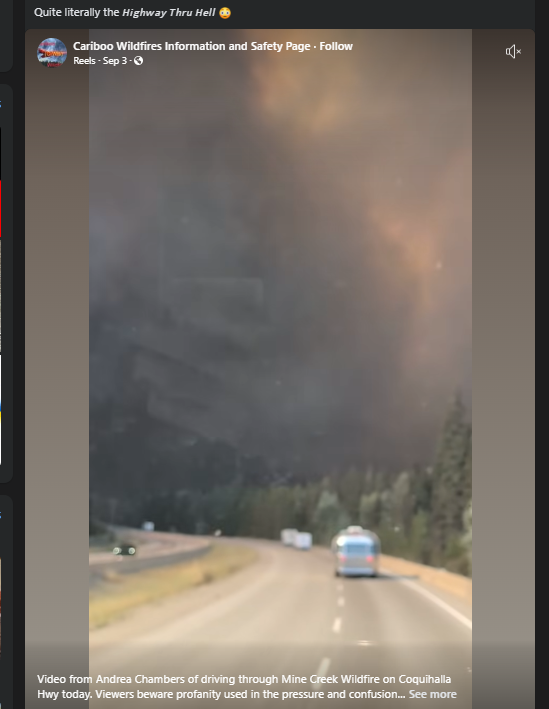 Quite literally the Highway Thru Hell 😳
Cariboo Wildfires Information and Safety Page · Follow
Reels · Sep 3 ·
Video from Andrea Chambers of driving through Mine Creek Wildfire on Coquihalla
Hwy today. Viewers beware profanity used in the pressure and confusion... See more